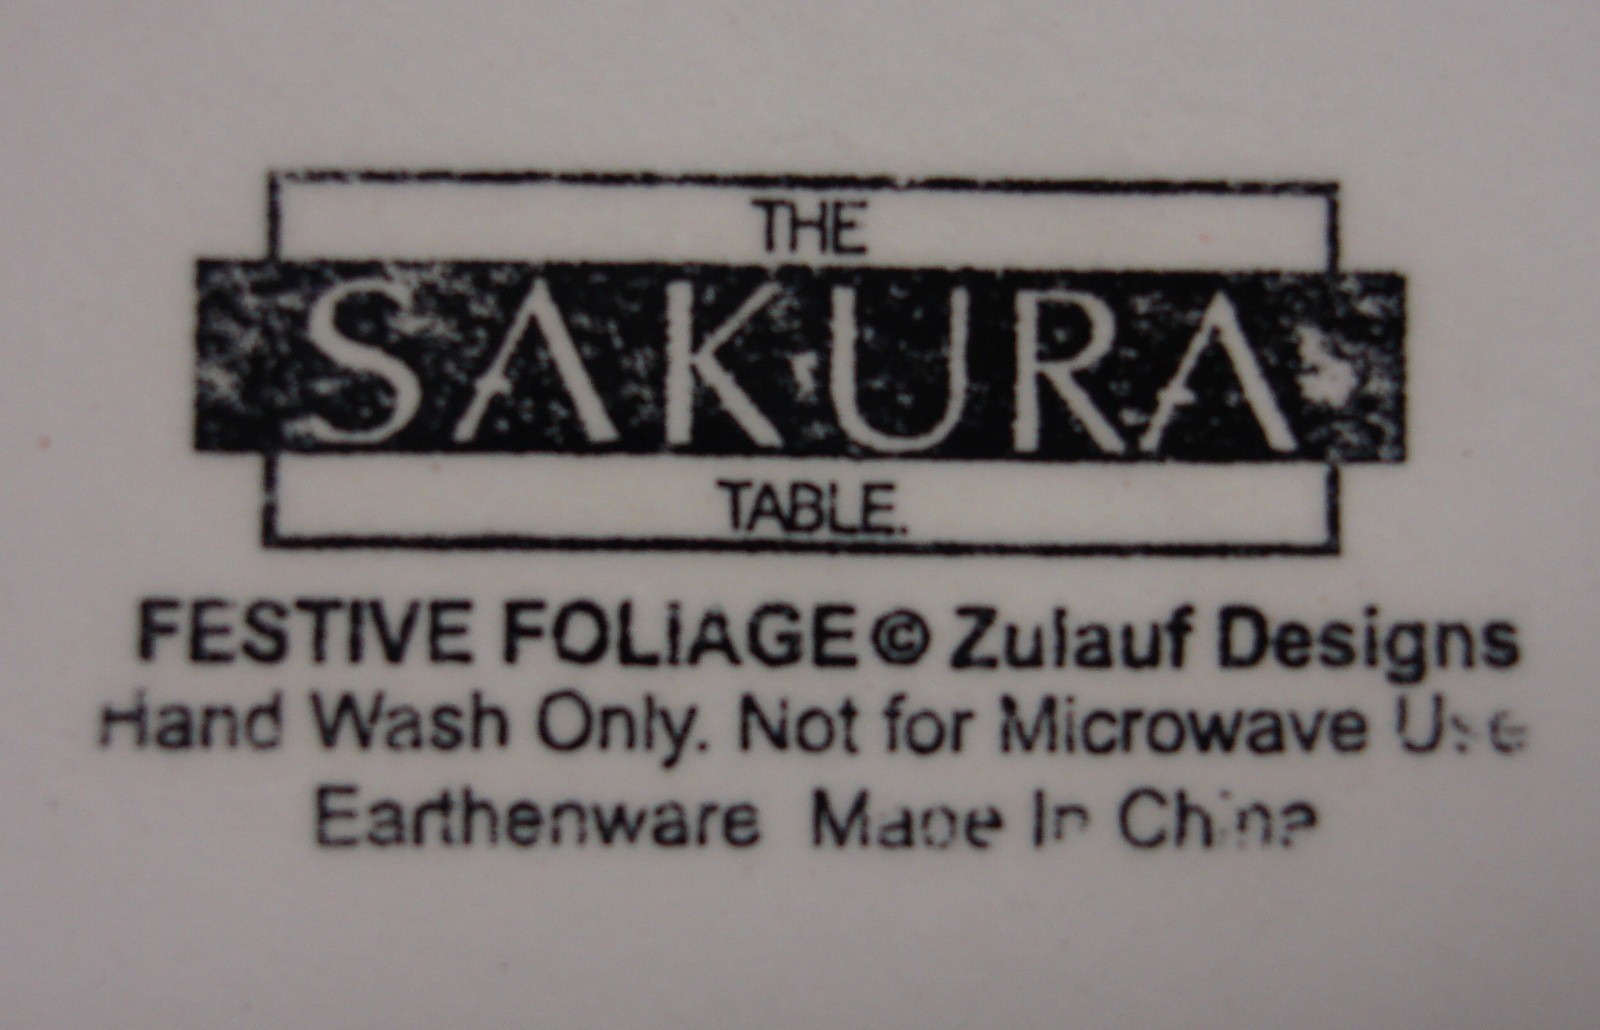 THE
SAKURA
TABLE.
FESTIVE FOLIAGE © Zulauf Designs
Hand Wash Only. Not for Microwave Use
Earthenware Made In China